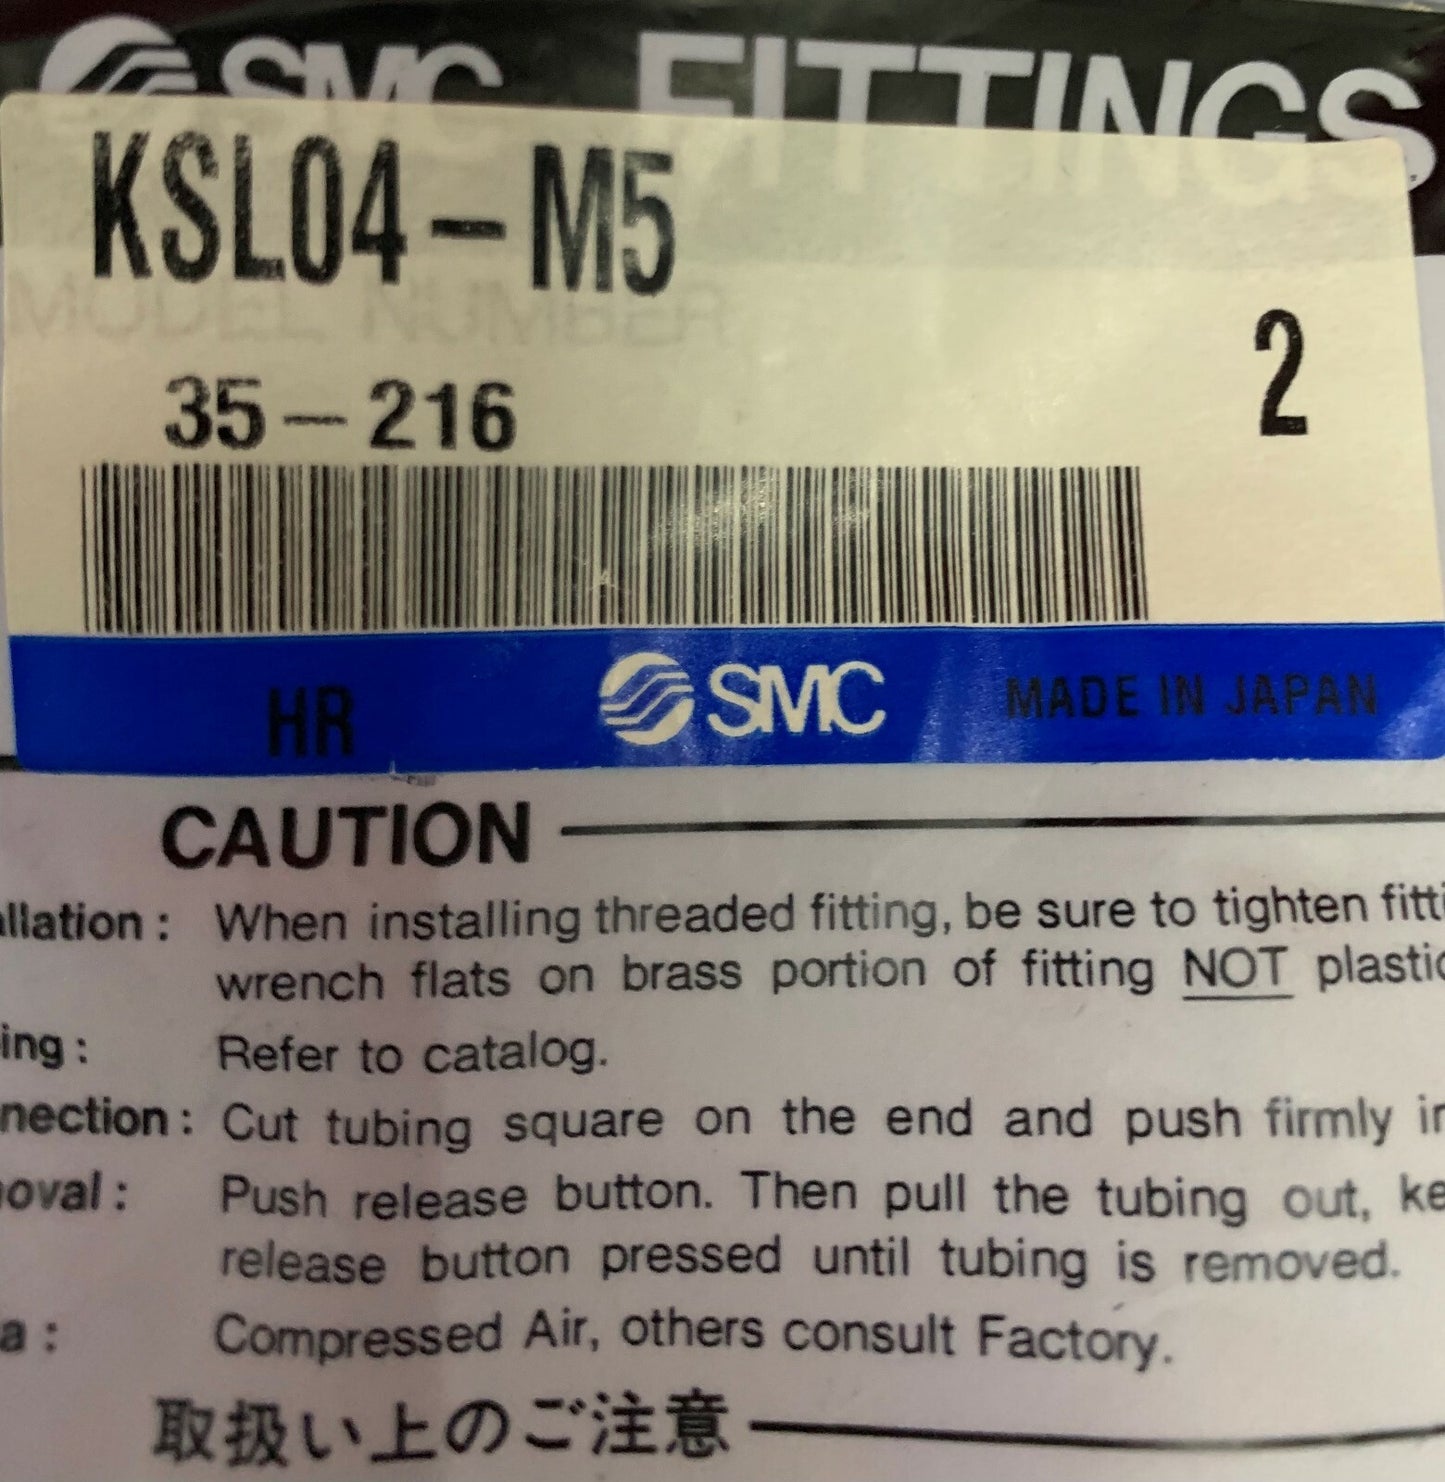 SMC FITTINGS
KSL04-M5
MODEL NUMBER
2
35-216
HR SMC MADE IN JAPAN
CAUTION
allation: When installing threaded fitting, be sure to tighten fitti
wrench flats on brass portion of fitting NOT plastic
ing: Refer to catalog.
nection: Cut tubing square on the end and push firmly in
oval: Push release button. Then pull the tubing out, ke
release button pressed until tubing is removed.
a: Compressed Air, others consult Factory.
取扱い上のご注意